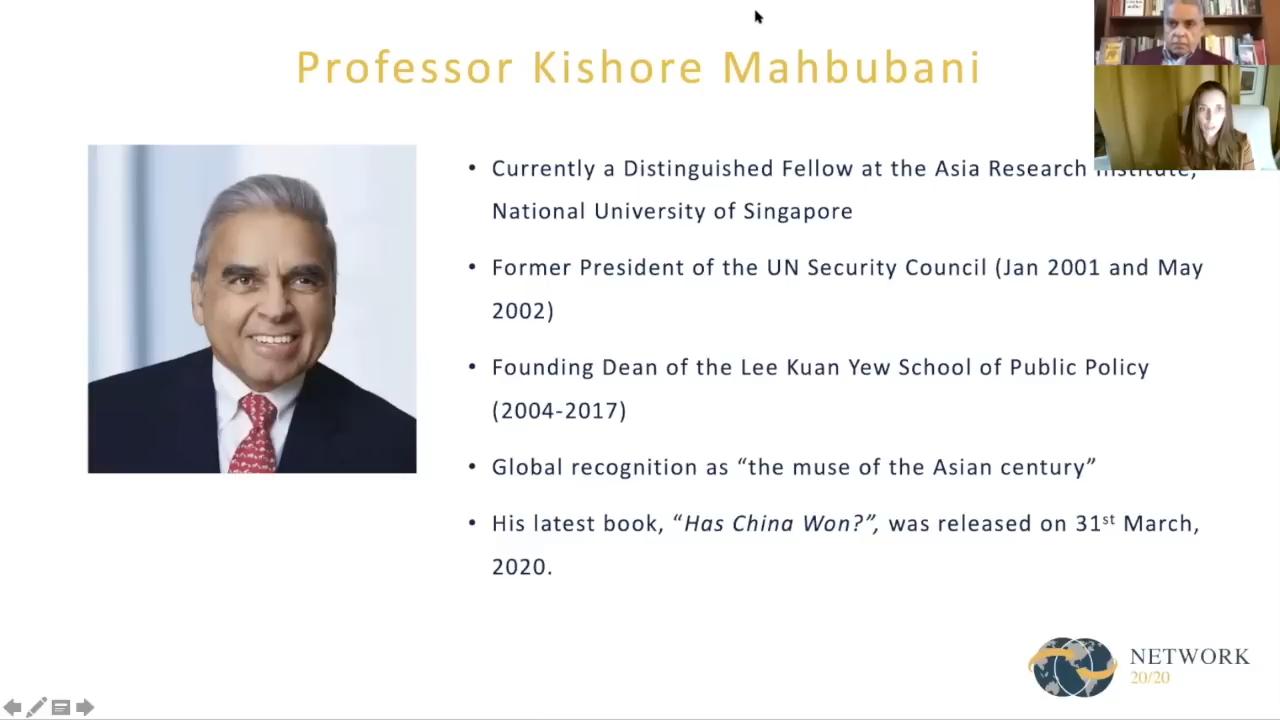 Professor Kishore Mahbubani
• Currently a Distinguished Fellow at the Asia Research Institute,
National University of Singapore
• Former President of the UN Security Council (Jan 2001 and May
2002)
• Founding Dean of the Lee Kuan Yew School of Public Policy
(2004-2017)
• Global recognition as “the muse of the Asian century”
• His latest book, “Has China Won?”, was released on 31st March,
2020.
NETWORK
20/20